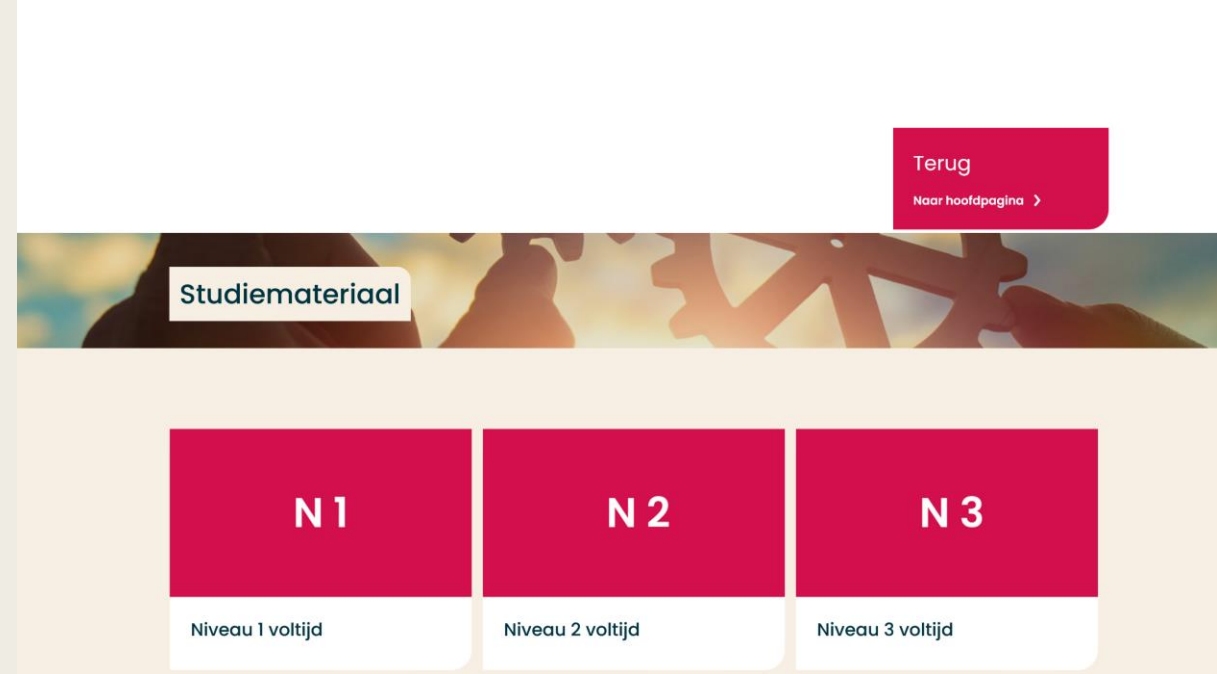 Terug
Naar hoofdpagina
Studiemateriaal
N 1
N 2
N 3
Niveau 1 voltijd
Niveau 2 voltijd
Niveau 3 voltijd